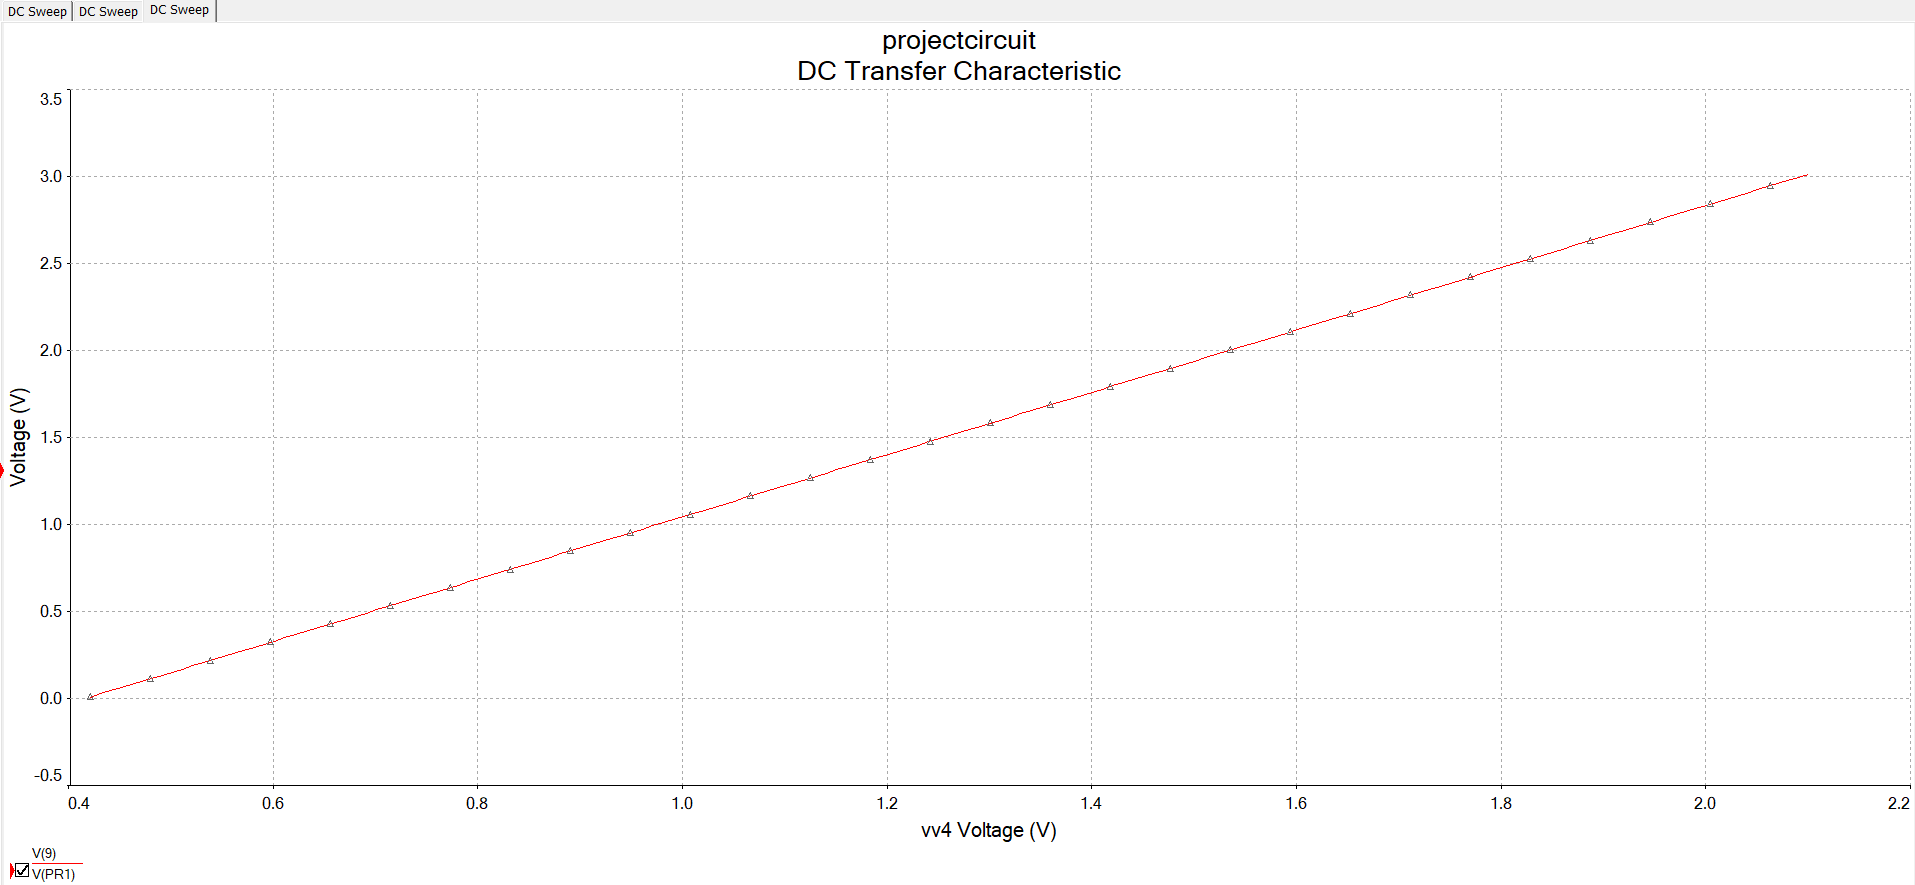 DC Sweep DC Sweep DC Sweep
projectcircuit
DC Transfer Characteristic
3.5
3.0
2.5
2.0
1.5
1.0
0.5
0.0
-0.5
Voltage (V)
0.4 0.6 0.8 1.0 1.2 1.4 1.6 1.8 2.0 2.2
vv4 Voltage (V)
V(9)
V(PR1)